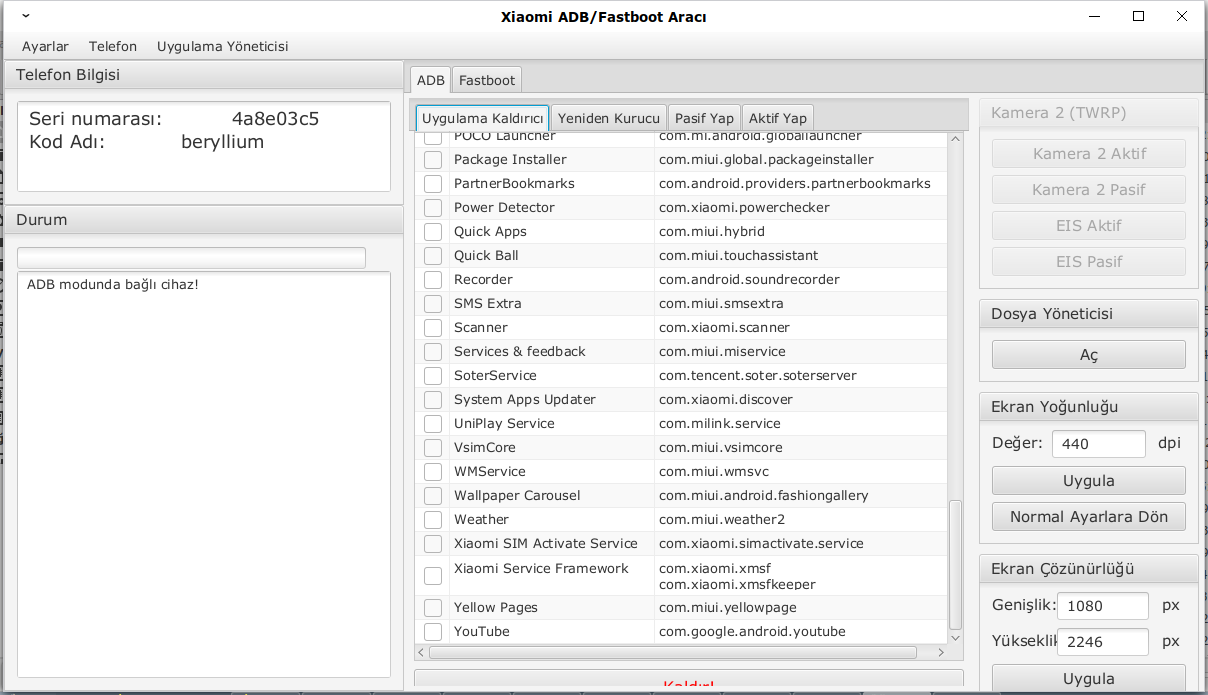 Xiaomi ADB/Fastboot Aracı
Ayarlar Telefon Uygulama Yöneticisi
Telefon Bilgisi
Seri numarası: 4a8e03c5
Kod Adı: beryllium
Durum
ADB modunda bağlı cihaz!
ADB Fastboot
Uygulama Kaldırıcı Yeniden Kurucu Pasif Yap Aktif Yap
POCO Launcher com.mi.android.globallauncher
Package Installer com.miui.global.packageinstaller
PartnerBookmarks com.android.providers.partnerbookmarks
Power Detector com.xiaomi.powerchecker
Quick Apps com.miui.hybrid
Quick Ball com.miui.touchassistant
Recorder com.android.soundrecorder
SMS Extra com.miui.smsextra
Scanner com.xiaomi.scanner
Services & feedback com.miui.miservice
SoterService com.tencent.soter.soterserver
System Apps Updater com.xiaomi.discover
UniPlay Service com.milink.service
VsimCore com.miui.vsimcore
WMService com.miui.wmsvc
Wallpaper Carousel com.miui.android.fashiongallery
Weather com.miui.weather2
Xiaomi SIM Activate Service com.xiaomi.simactivate.service
Xiaomi Service Framework com.xiaomi.xmsf
com.xiaomi.xmsfkeeper
Yellow Pages com.miui.yellowpage
YouTube com.google.android.youtube
Kaldır!
Kamera 2 (TWRP)
Kamera 2 Aktif
Kamera 2 Pasif
EIS Aktif
EIS Pasif
Dosya Yöneticisi
Aç
Ekran Yoğunluğu
Değer: 440 dpi
Uygula
Normal Ayarlara Dön
Ekran Çözünürlüğü
Genişlik: 1080 px
Yükseklik 2246 px
Uygula